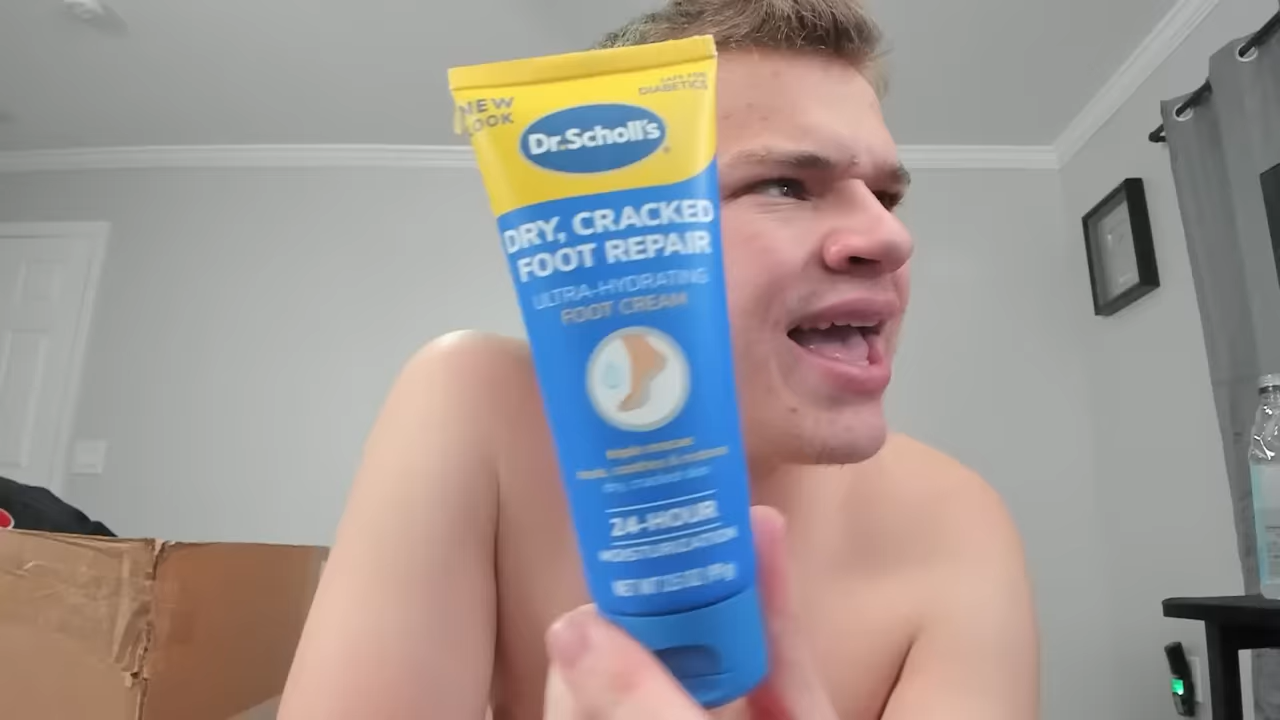 NEW
LOOK
SAFE FOR
DIABETICS
Dr. Scholl's
DRY, CRACKED
FOOT REPAIR
ULTRA-HYDRATING
FOOT CREAM
24-HOUR
MOISTURIZATION